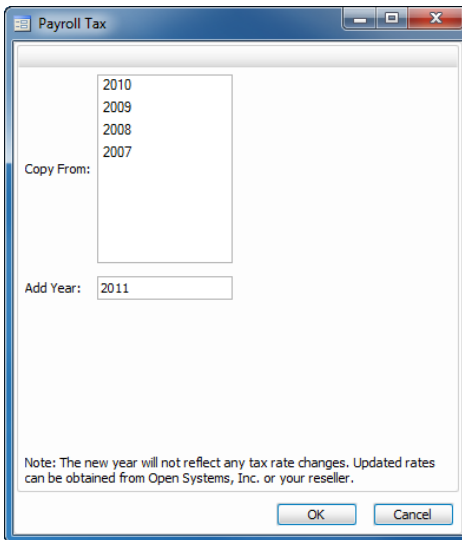 Payroll Tax
2010
2009
2008
2007
Copy From:
Add Year: 2011
Note: The new year will not reflect any tax rate changes. Updated rates
can be obtained from Open Systems, Inc. or your reseller.
OK Cancel